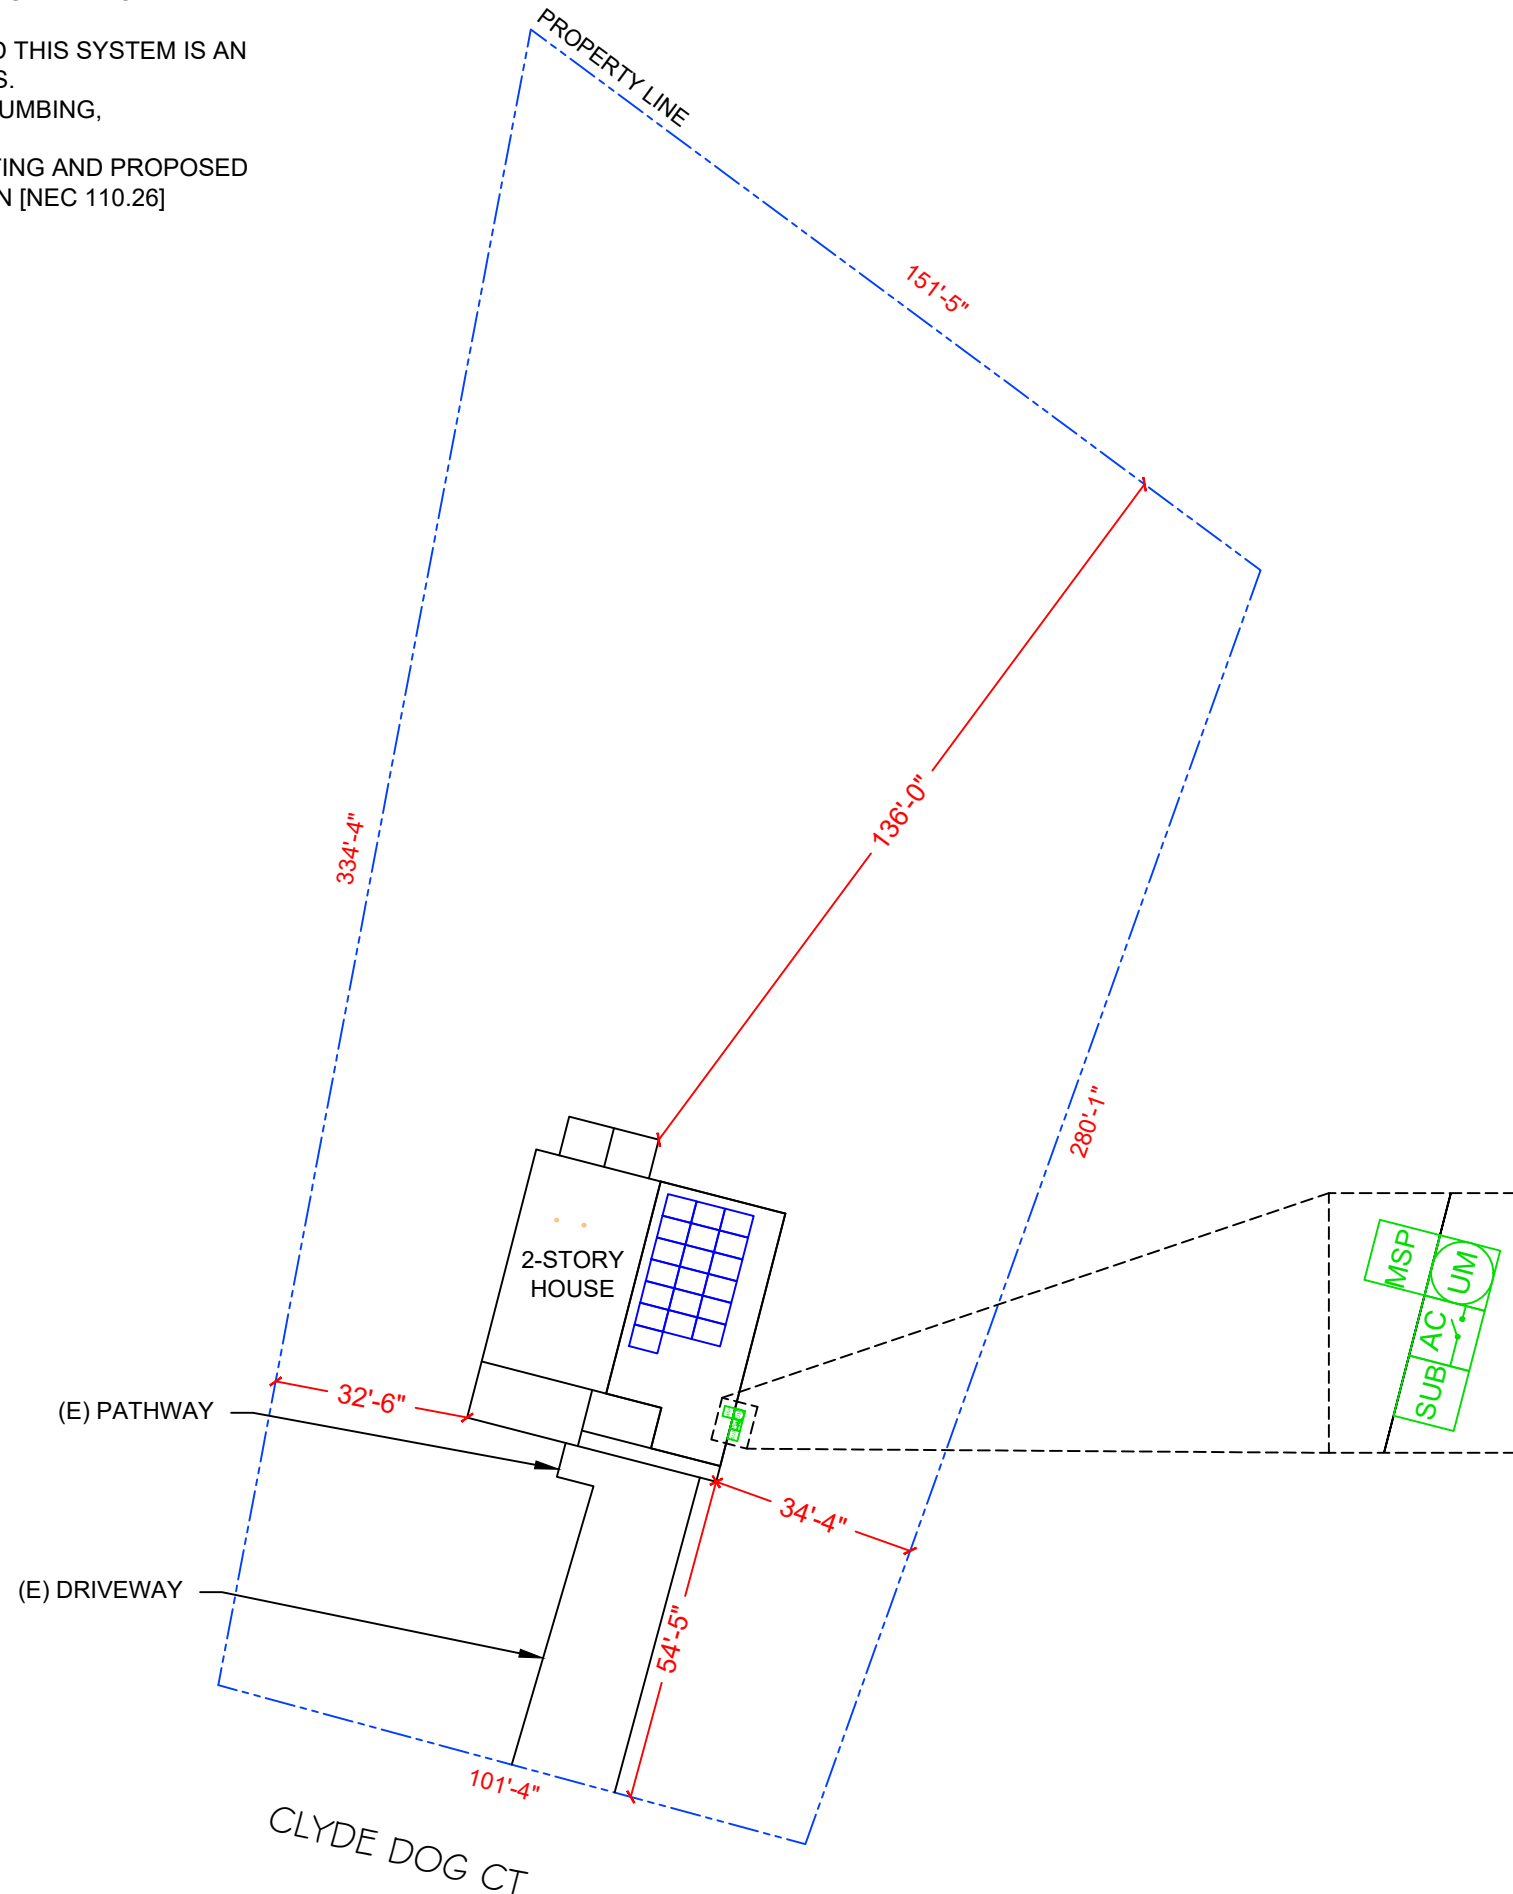 D THIS SYSTEM IS AN
S.
UMBING,
TING AND PROPOSED
N [NEC 110.26]
PROPERTY LINE
151'-5"
334'-4"
136'-0"
280'-1"
2-STORY
HOUSE
MSP
UM
AC
SUB
32'-6"
(E) PATHWAY
34'-4"
(E) DRIVEWAY
54'-5"
101'-4"
CLYDE DOG CT